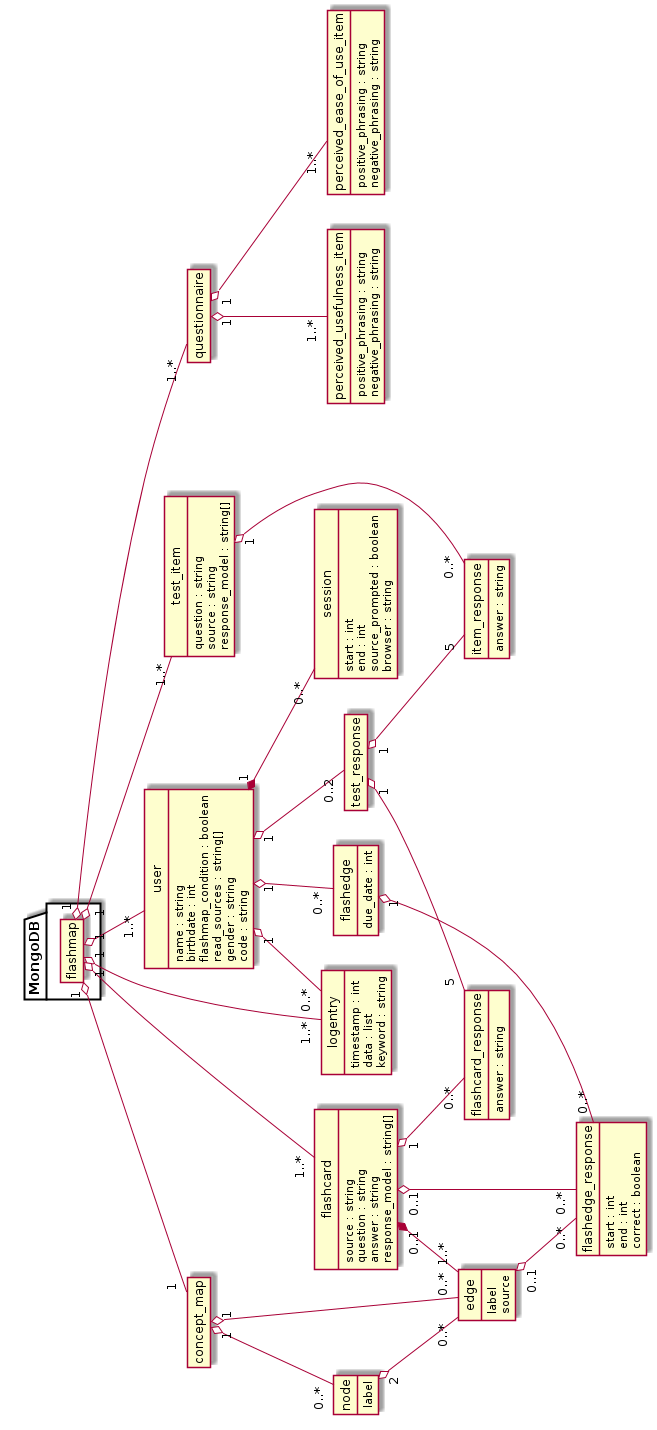 MongoDB
flashmap
1
1
1
1
1
1
1
1..*
1..*
1..*
1..*
1..*
1..*
user
name : string
birthdate : int
flashmap_condition : boolean
read_sources : string[]
gender : string
code : string
1
1
1
1
test_item
question : string
source : string
response_model : string[]
1
concept_map
1
1
questionnaire
1
1
0..*
0..*
0..2
0..*
1..*
1..*
flashcard
source : string
question : string
answer : string
response_model : string[]
0..1
0..1
1
logentry
timestamp : int
data : list
keyword : string
flashedge
due_date : int
1
test_response
1
1
session
start : int
end : int
source_prompted : boolean
browser : string
perceived_usefulness_item
positive_phrasing : string
negative_phrasing : string
perceived_ease_of_use_item
positive_phrasing : string
negative_phrasing : string
0..*
node
label
2
0..*
0..*
1..*
0..*
5
5
0..*
edge
label
source
0..1
flashcard_response
answer : string
item_response
answer : string
0..*
0..*
0..*
flashedge_response
start : int
end : int
correct : boolean